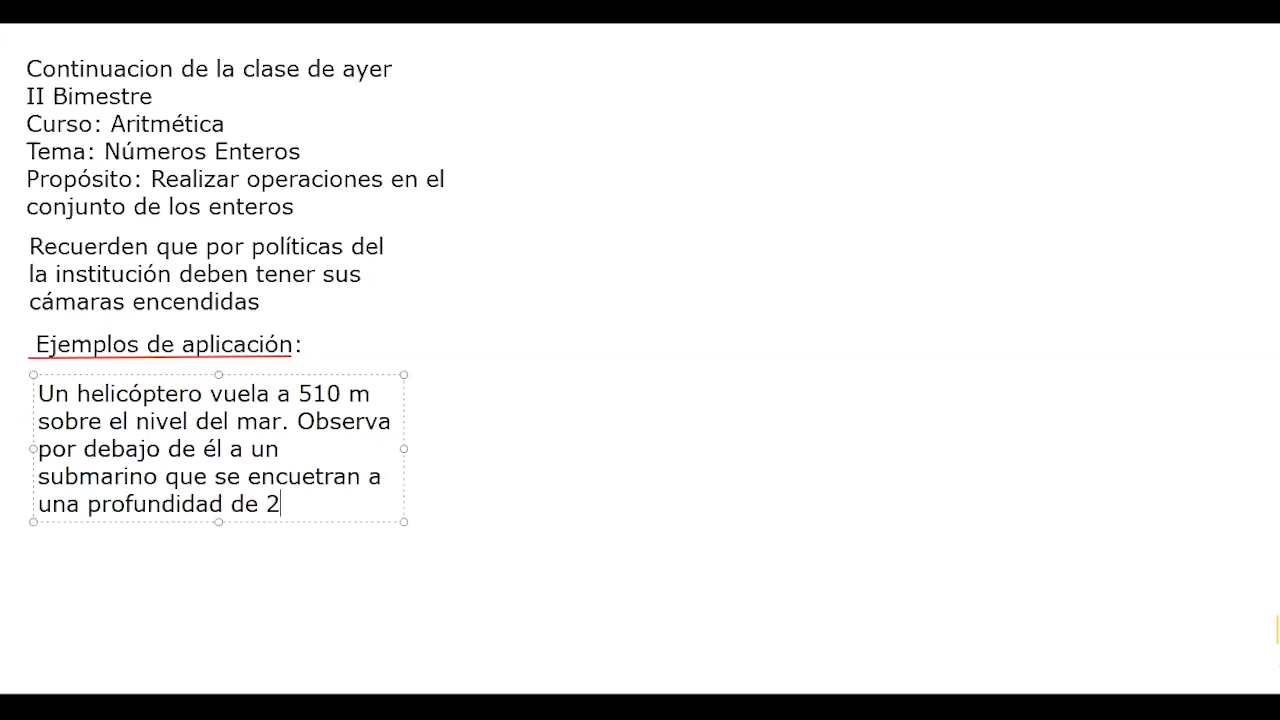 Continuacion de la clase de ayer
II Bimestre
Curso: Aritmética
Tema: Números Enteros
Propósito: Realizar operaciones en el
conjunto de los enteros
Recuerden que por políticas del
la institución deben tener sus
cámaras encendidas
Ejemplos de aplicación:
Un helicóptero vuela a 510 m
sobre el nivel del mar. Observa
por debajo de él a un
submarino que se encuetran a
una profundidad de 2